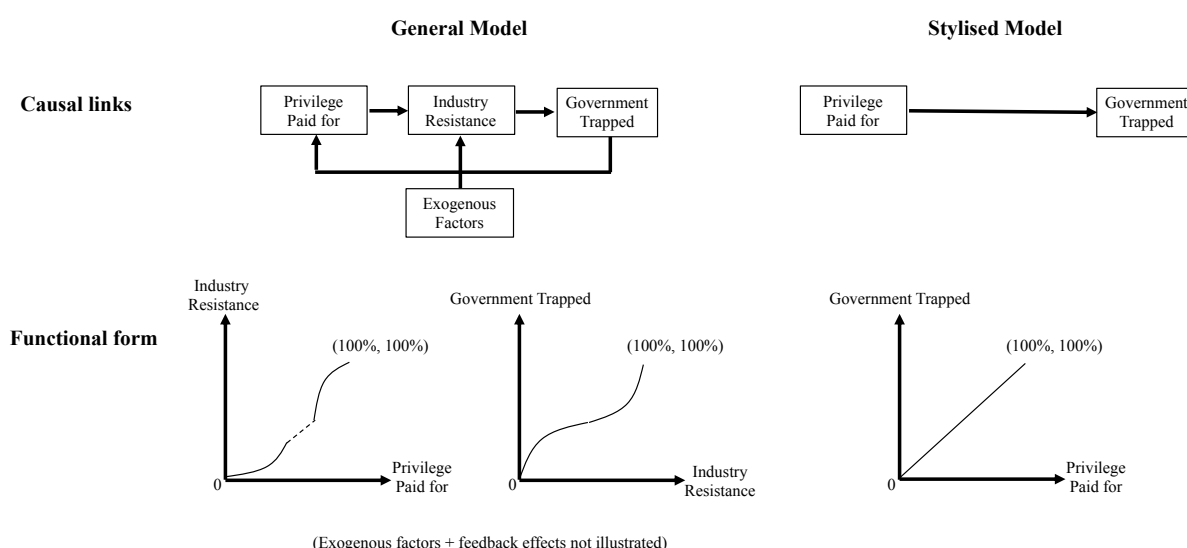 General Model
Stylised Model
Causal links
Privilege
Paid for
Industry
Resistance
Government
Trapped
Exogenous
Factors
Privilege
Paid for
Government
Trapped
Functional form
Industry
Resistance
(100%, 100%)
0
Privilege
Paid for
Government Trapped
(100%, 100%)
0
Industry
Resistance
Government Trapped
(100%, 100%)
0
Privilege
Paid for
(Exogenous factors + feedback effects not illustrated)